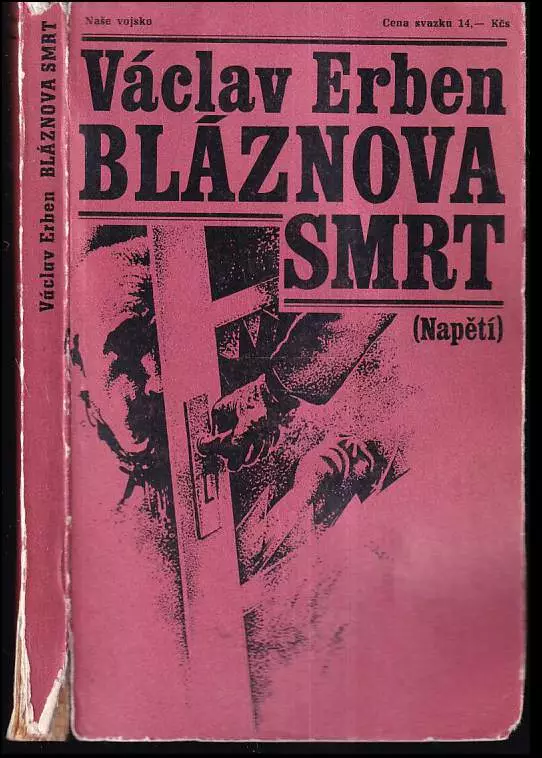 Naše vojsko
Cena svazku 14,— Kčs
Václav Erben
BLÁZNOVA
SMRT
(Napětí)
Václav Erben BLÁZNOVA SMRT